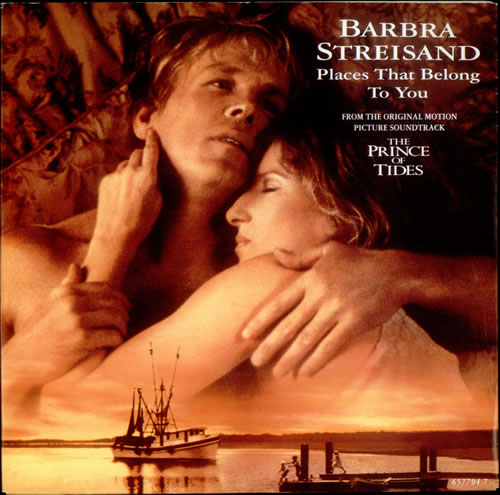 BARBRA
STREISAND
Places That Belong
To You
FROM THE ORIGINAL MOTION
PICTURE SOUNDTRACK
THE
PRINCE
OF
TIDES
657794 7